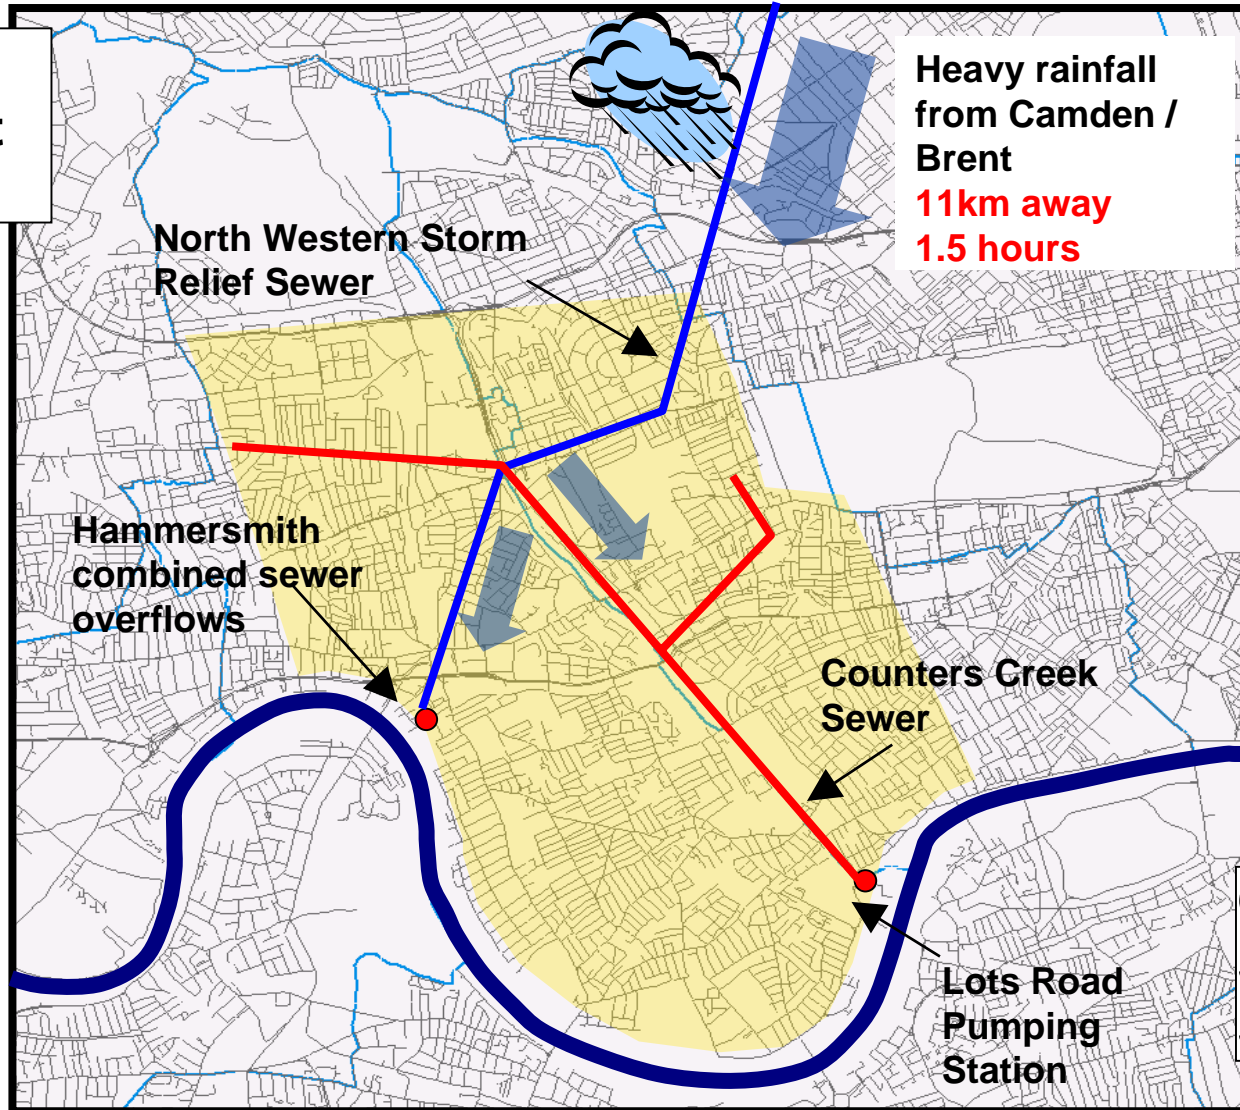 Heavy rainfall
from Camden /
Brent
11km away
1.5 hours
North Western Storm
Relief Sewer
Hammersmith
combined sewer
overflows
Counters Creek
Sewer
Lots Road
Pumping
Station